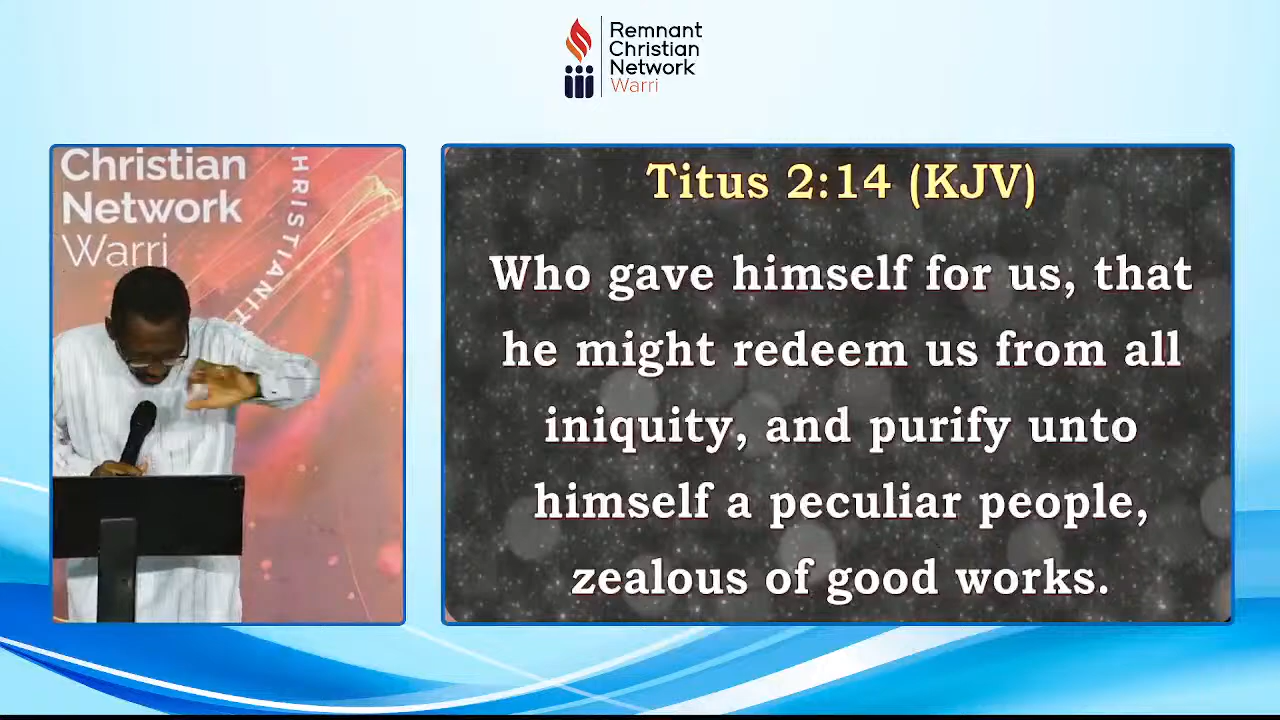 Remnant
Christian
Network
Warri
Christian
Network
Warri
HRISTIANIT
Titus 2:14 (KJV)
Who gave himself for us, that
he might redeem us from all
iniquity, and purify unto
himself a peculiar people,
zealous of good works.